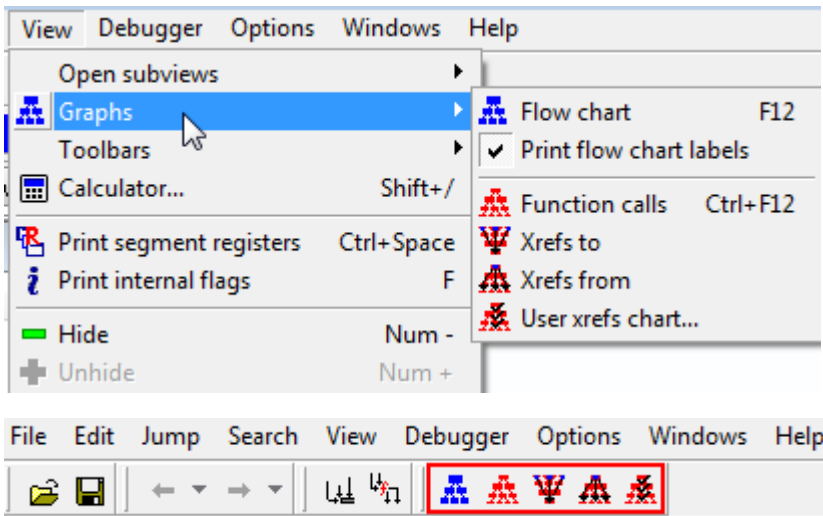 View Debugger Options Windows Help
Open subviews
Graphs
Toolbars
Calculator... Shift+/
Print segment registers Ctrl+Space
Print internal flags F
Hide Num -
Unhide Num +
Flow chart F12
Print flow chart labels
Function calls Ctrl+F12
Xrefs to
Xrefs from
User xrefs chart...
File Edit Jump Search View Debugger Options Windows Help